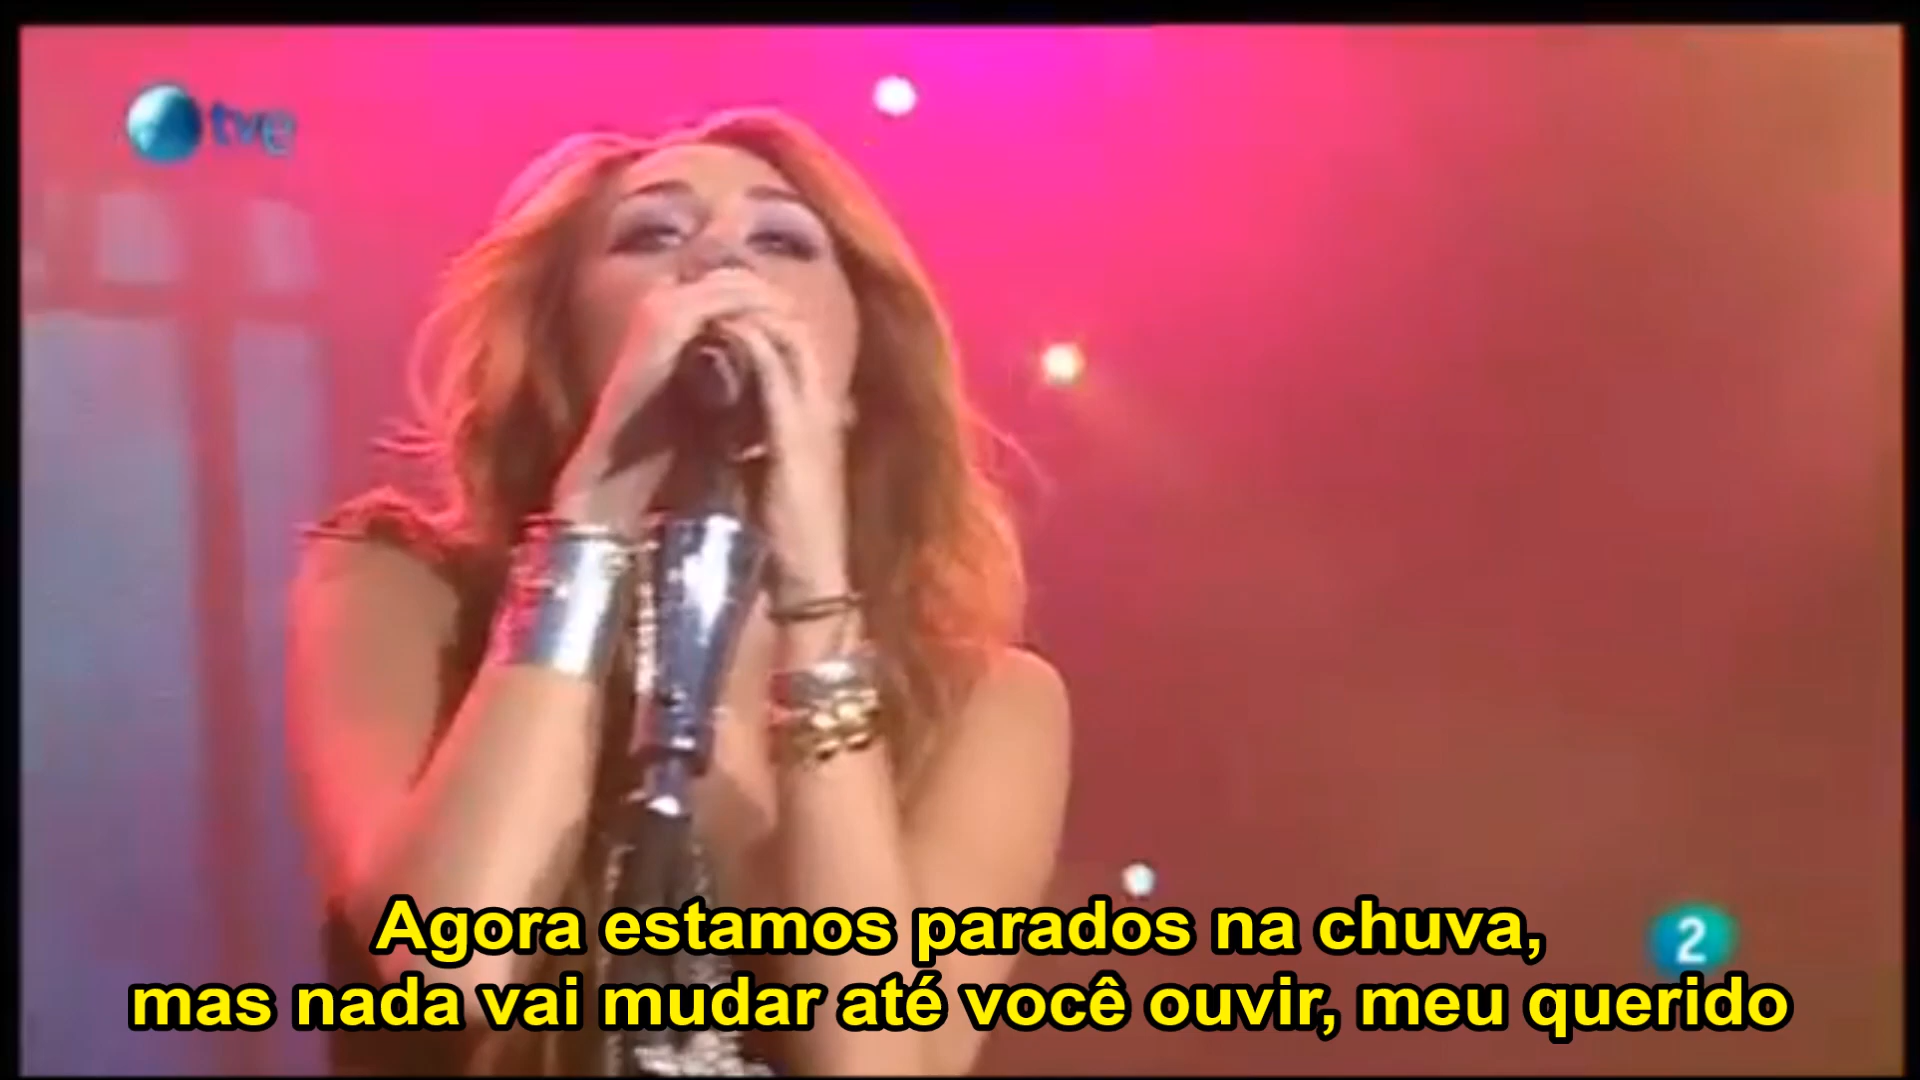 tve
Agora estamos parados na chuva,
2
mas nada vai mudar até você ouvir, meu querido